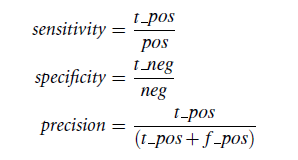 sensitivity = t_pos / pos
specificity = t_neg / neg
precision = t_pos / (t_pos + f_pos)